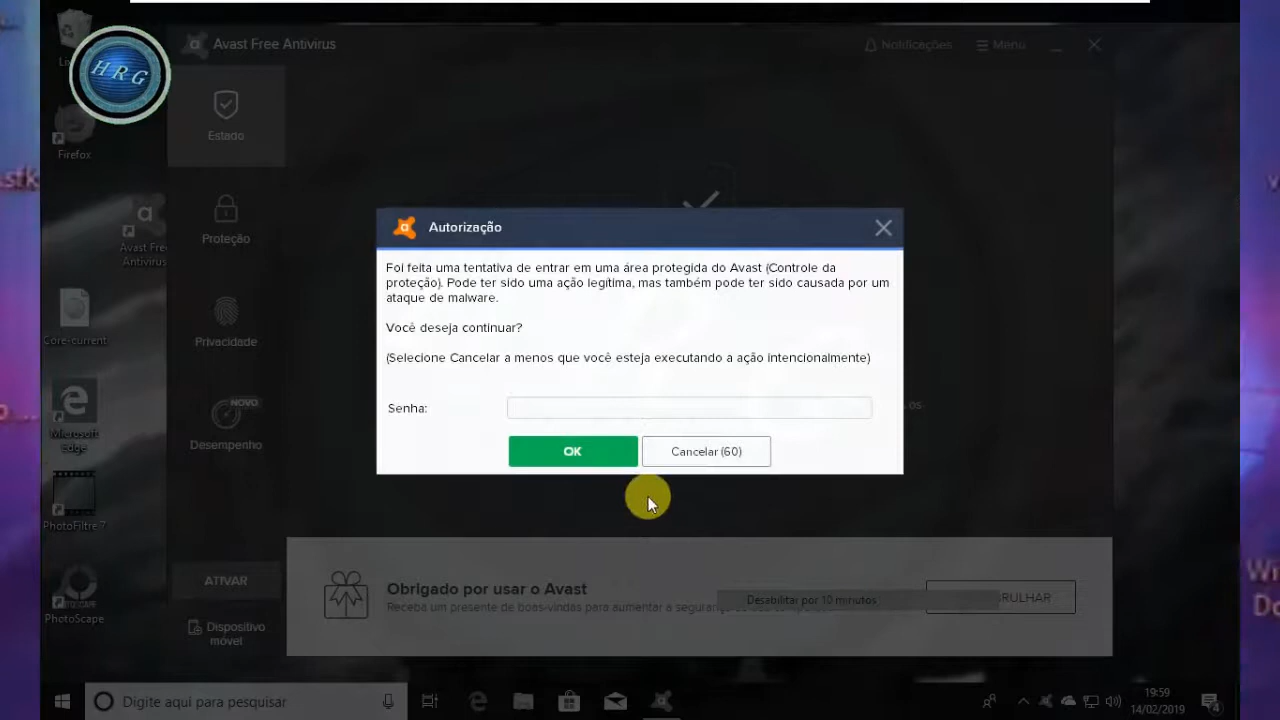 HRG
Avast Free Antivirus
Notificações
Menu
Estado
Firefox
Proteção
Avast Free
Antivirus
Privacidade
Core-current
NOVO
Desempenho
Microsoft
Edge
PhotoFiltre 7
ATIVAR
PhotoScape
Dispositivo
móvel
Autorização
Foi feita uma tentativa de entrar em uma área protegida do Avast (Controle da
proteção). Pode ter sido uma ação legítima, mas também pode ter sido causada por um
ataque de malware.
Você deseja continuar?
(Selecione Cancelar a menos que você esteja executando a ação intencionalmente)
Senha:
OK
Cancelar (60)
os
Obrigado por usar o Avast
Receba um presente de boas-vindas para aumentar a segurança
Desabilitar por 10 minutos
RULHAR
Digite aqui para pesquisar
19:59
14/02/2019
4